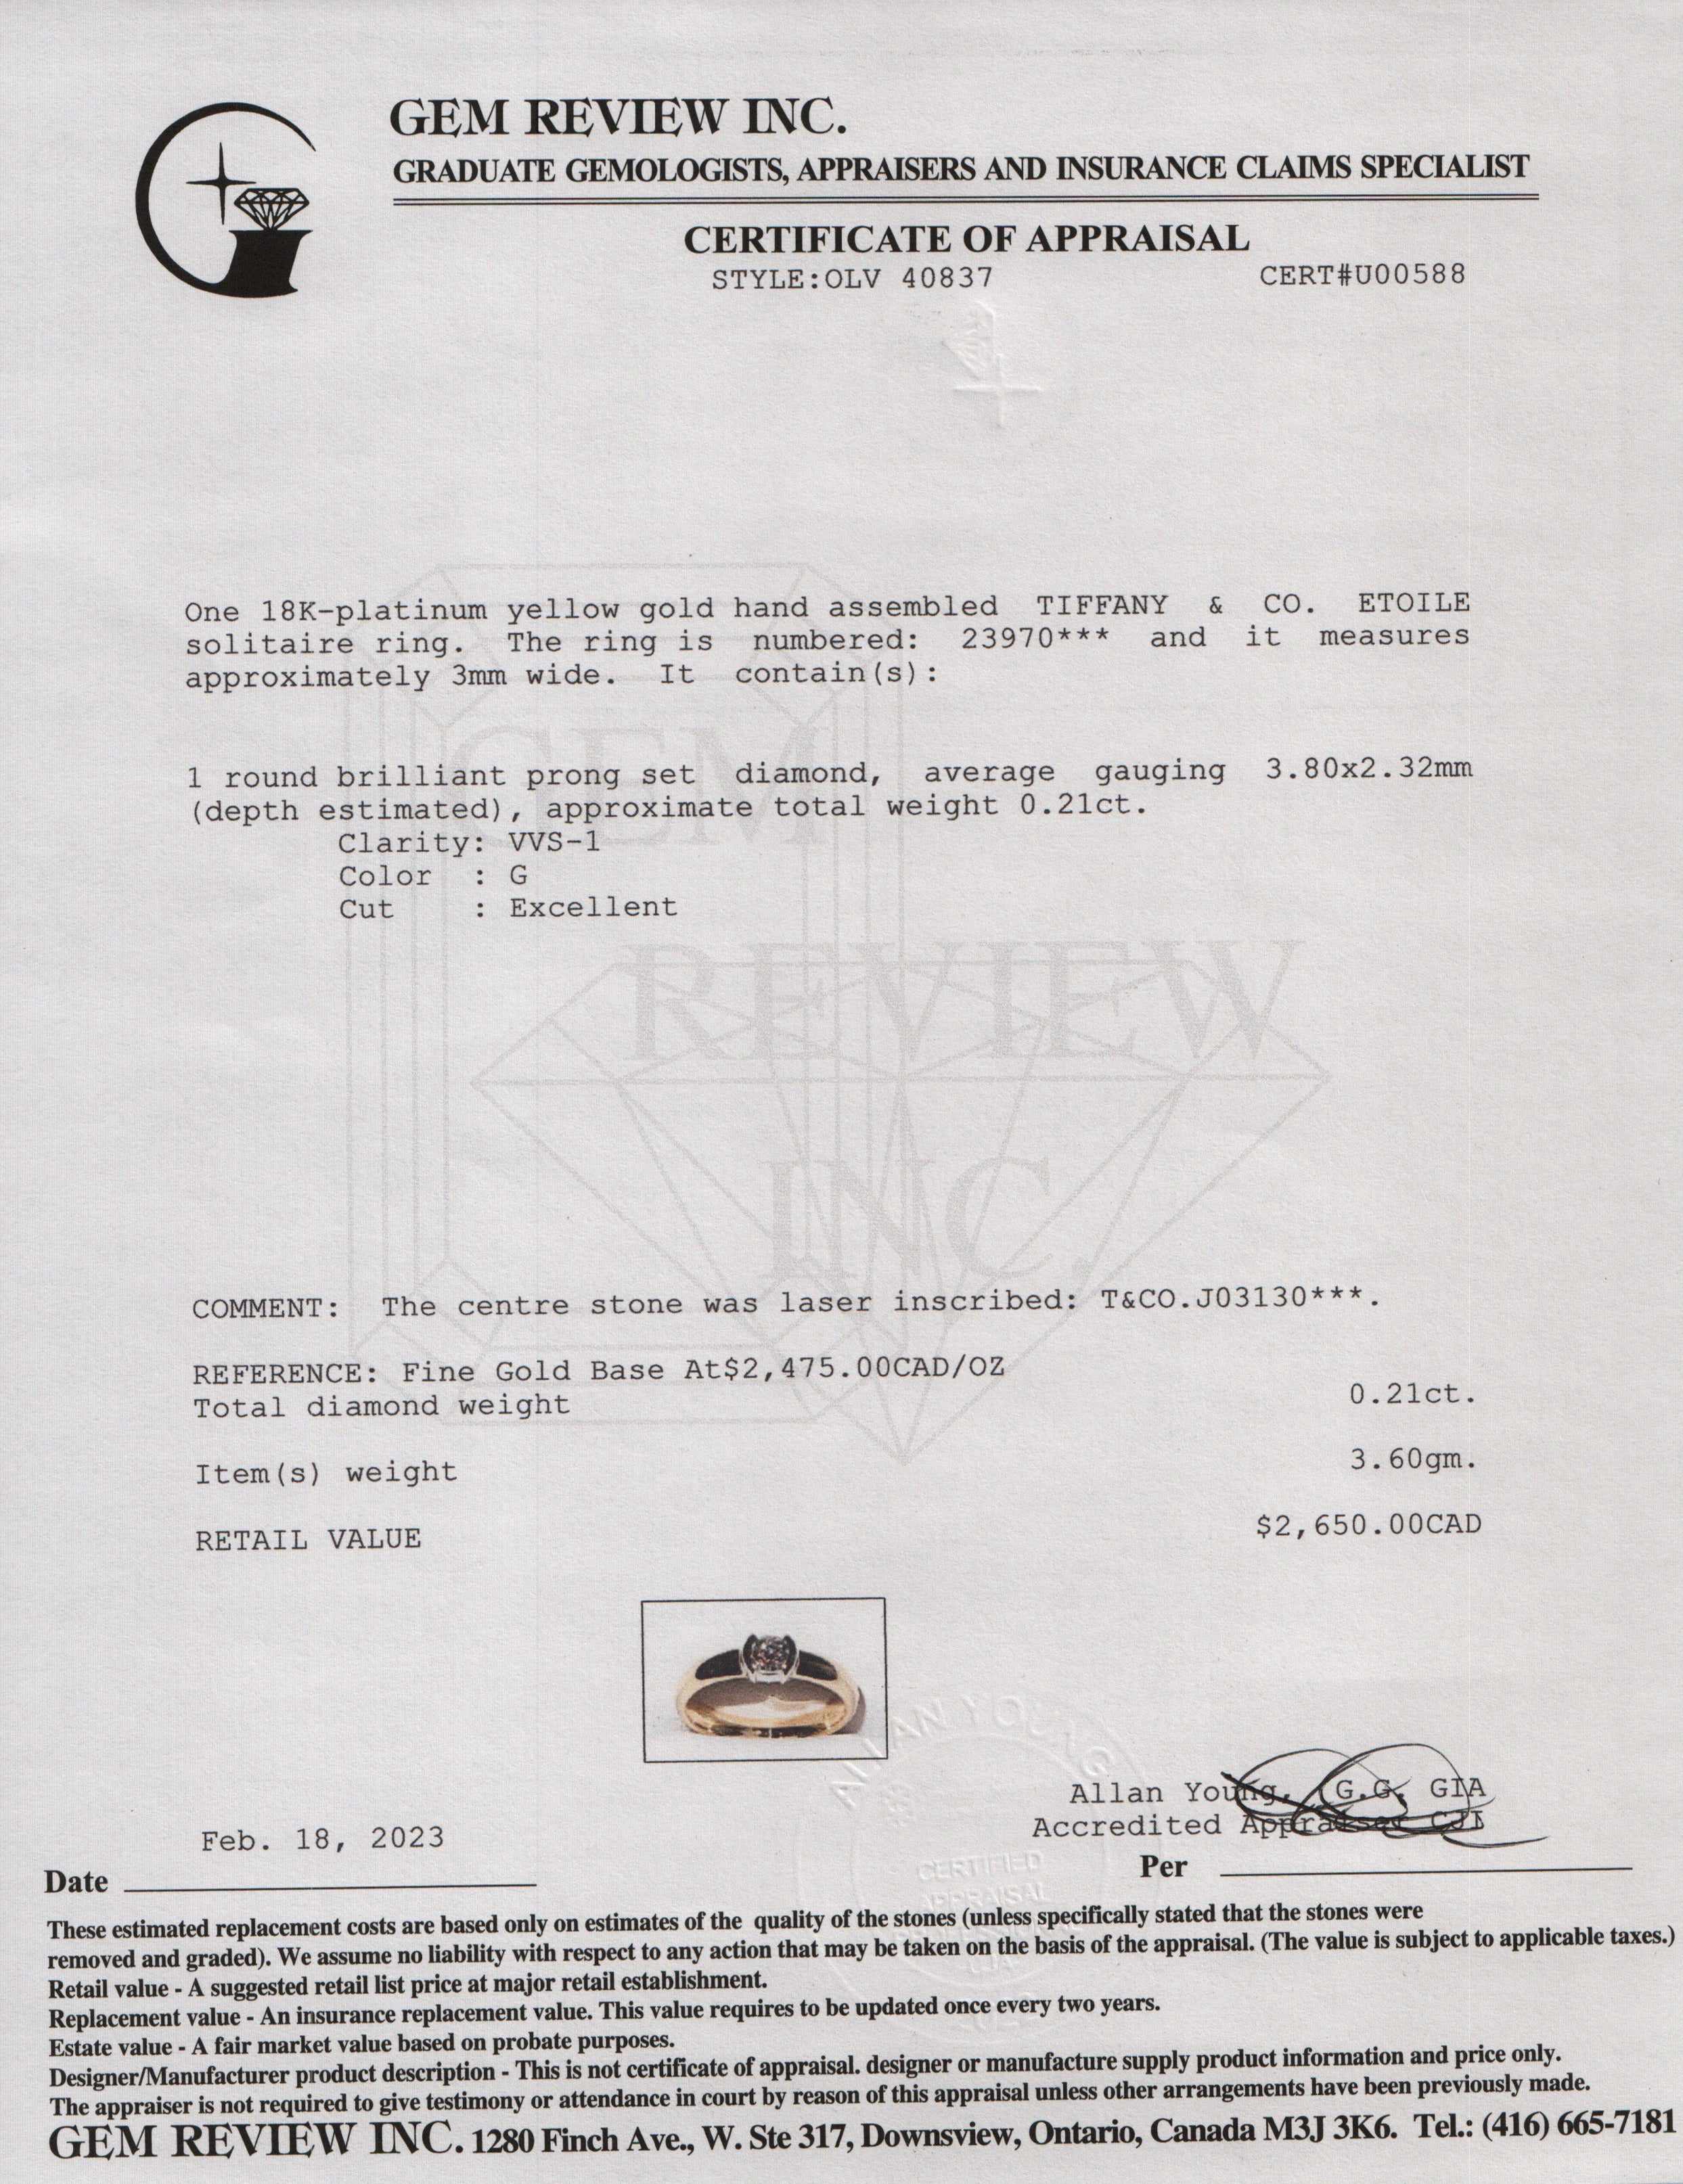 GEM REVIEW INC.
GRADUATE GEMOLOGISTS, APPRAISERS AND INSURANCE CLAIMS SPECIALIST
CERTIFICATE OF APPRAISAL
STYLE:OLV 40837 CERT#U00588
One 18K-platinum yellow gold hand assembled TIFFANY & CO. ETOILE
solitaire ring. The ring is numbered: 23970*** and it measures
approximately 3mm wide. It contain(s):
1 round brilliant prong set diamond, average gauging 3.80x2.32mm
(depth estimated), approximate total weight 0.21ct.
Clarity: VVS-1
Color : G
Cut : Excellent
GEM
REVIEW
INC.
COMMENT: The centre stone was laser inscribed: T&CO.J03130***.
REFERENCE: Fine Gold Base At$2,475.00CAD/OZ
Total diamond weight 0.21ct.
Item(s) weight 3.60gm.
RETAIL VALUE $2,650.00CAD
ALLAN YOUNG
CERTIFIED
APPRAISAL
Allan Young, G.G. GIA
Accredited Appraiser CJI
Feb. 18, 2023
Date Per
These estimated replacement costs are based only on estimates of the quality of the stones (unless specifically stated that the stones were
removed and graded). We assume no liability with respect to any action that may be taken on the basis of the appraisal. (The value is subject to applicable taxes.)
Retail value - A suggested retail list price at major retail establishment.
Replacement value - An insurance replacement value. This value requires to be updated once every two years.
Estate value - A fair market value based on probate purposes.
Designer/Manufacturer product description - This is not certificate of appraisal. designer or manufacture supply product information and price only.
The appraiser is not required to give testimony or attendance in court by reason of this appraisal unless other arrangements have been previously made.
GEM REVIEW INC. 1280 Finch Ave., W. Ste 317, Downsview, Ontario, Canada M3J 3K6. Tel.: (416) 665-7181